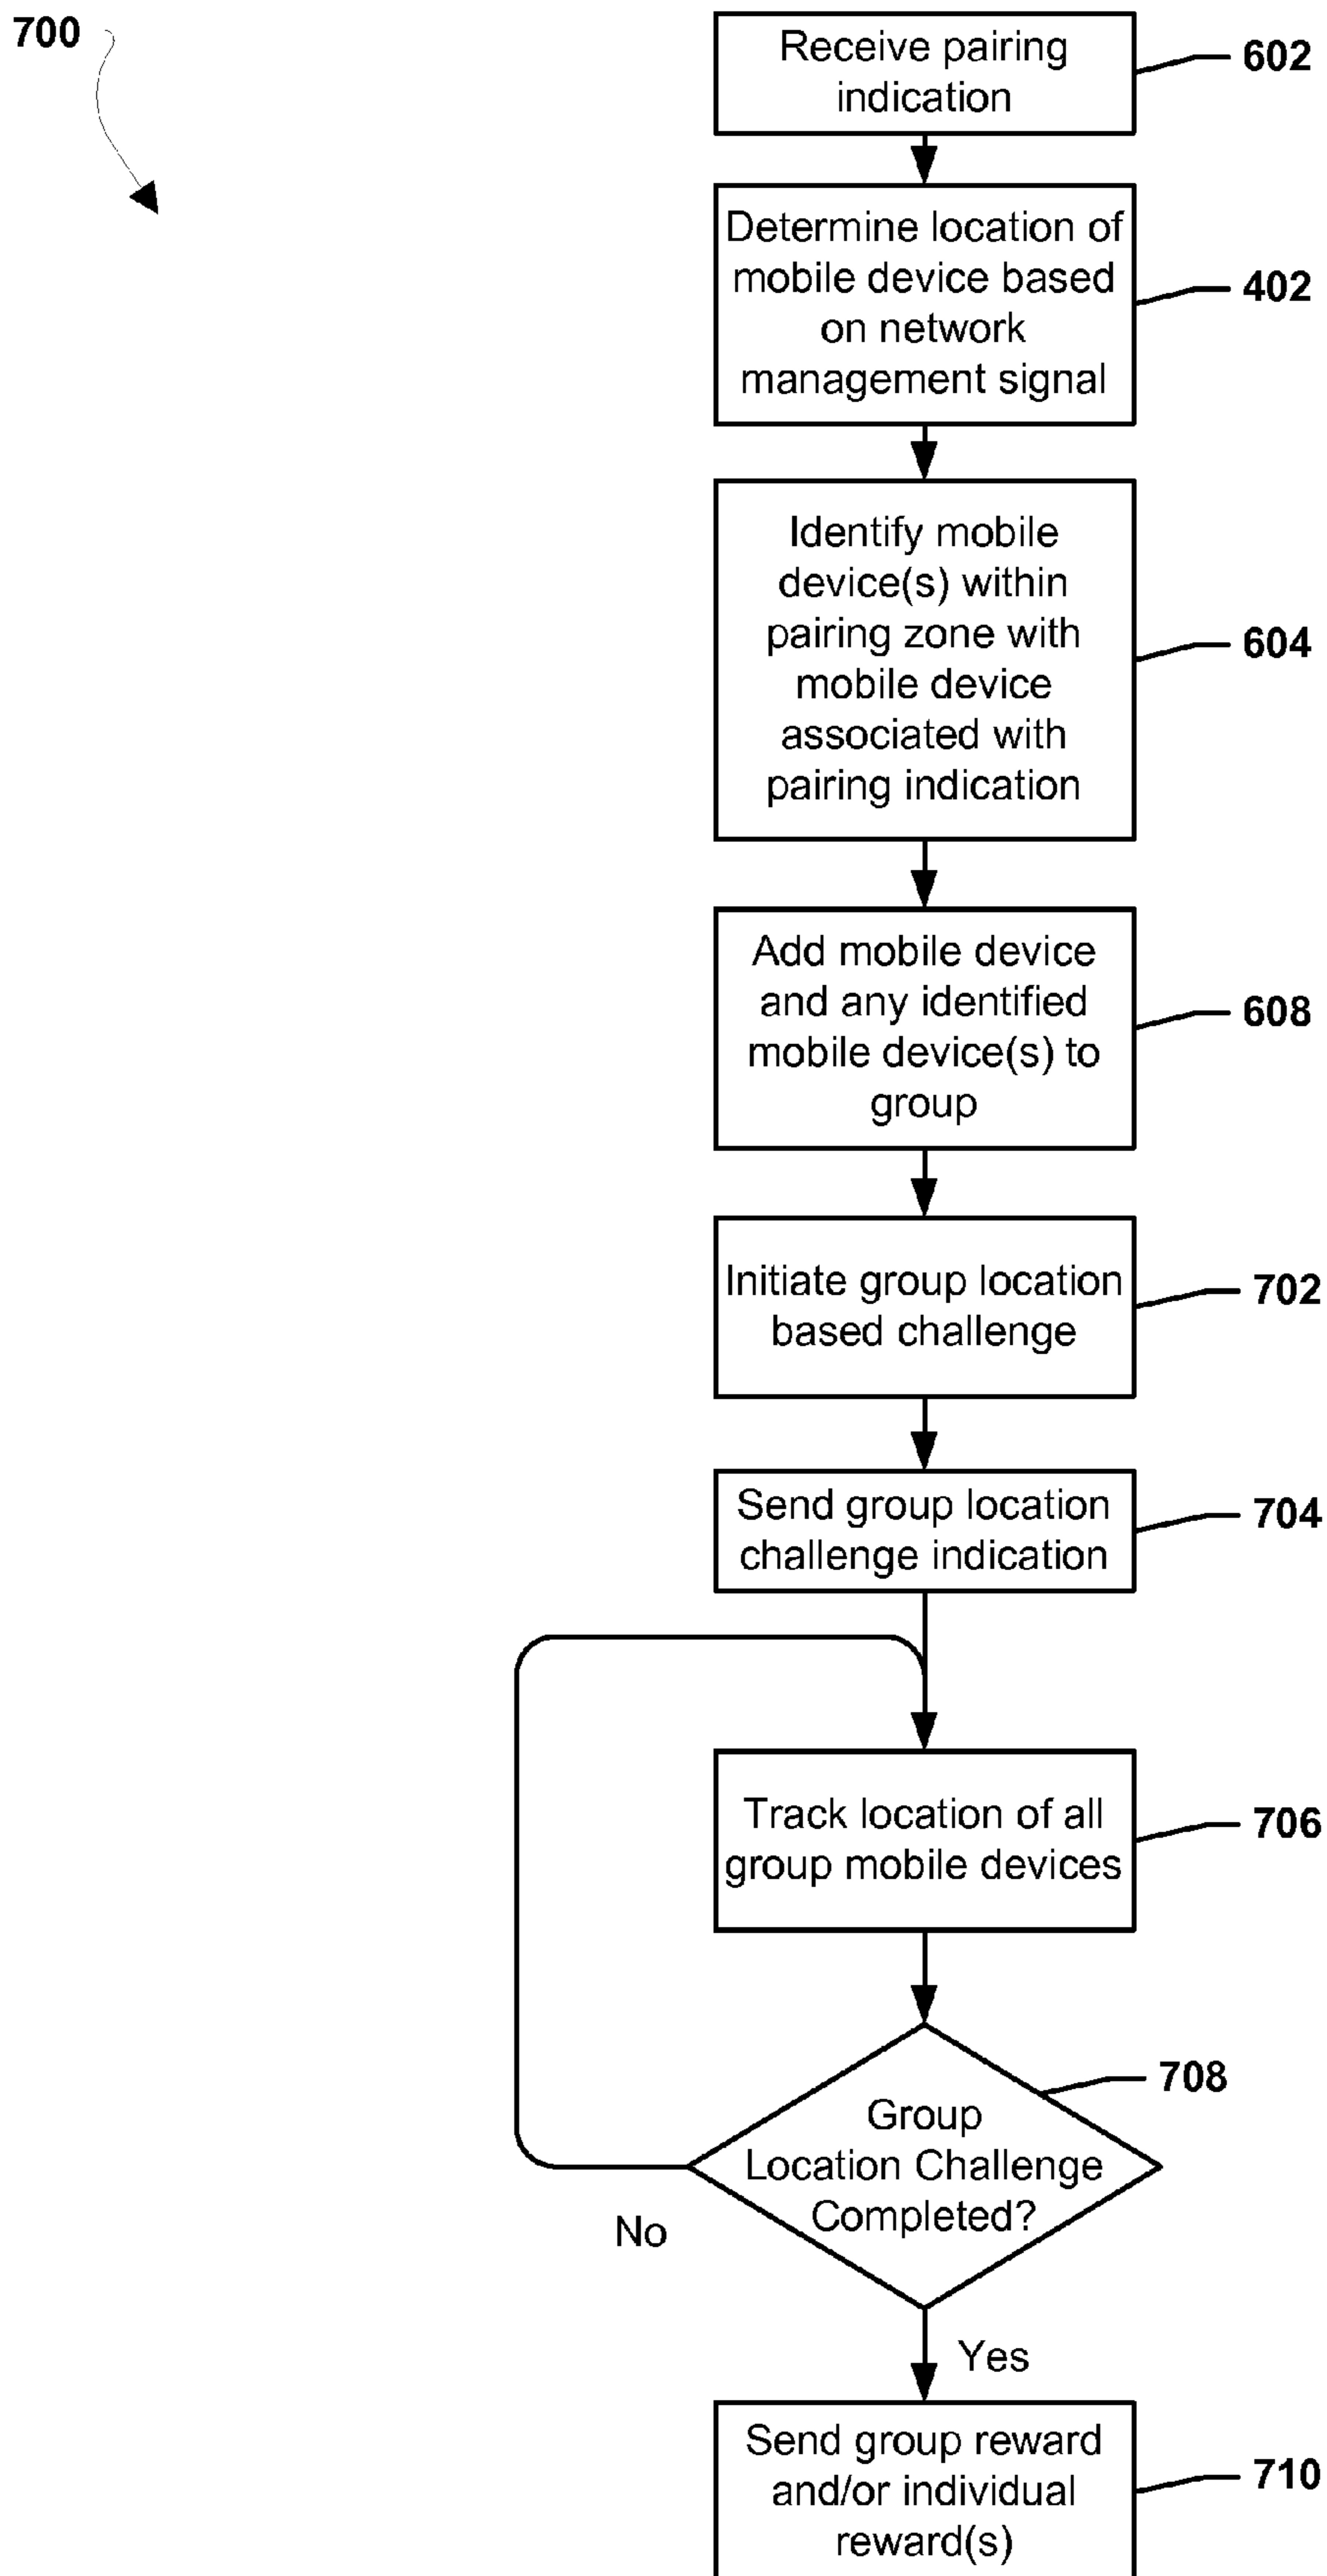 700
Receive pairing
indication
602
Determine location of
mobile device based
on network
management signal
402
Identify mobile
device(s) within
pairing zone with
mobile device
associated with
pairing indication
604
Add mobile device
and any identified
mobile device(s) to
group
608
Initiate group location
based challenge
702
Send group location
challenge indication
704
Track location of all
group mobile devices
706
Group
Location Challenge
Completed?
708
No
Yes
Send group reward
and/or individual
reward(s)
710